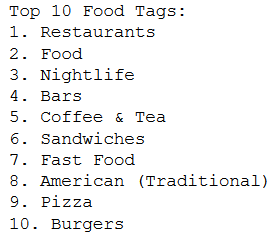 Top 10 Food Tags:
1. Restaurants
2. Food
3. Nightlife
4. Bars
5. Coffee & Tea
6. Sandwiches
7. Fast Food
8. American (Traditional)
9. Pizza
10. Burgers